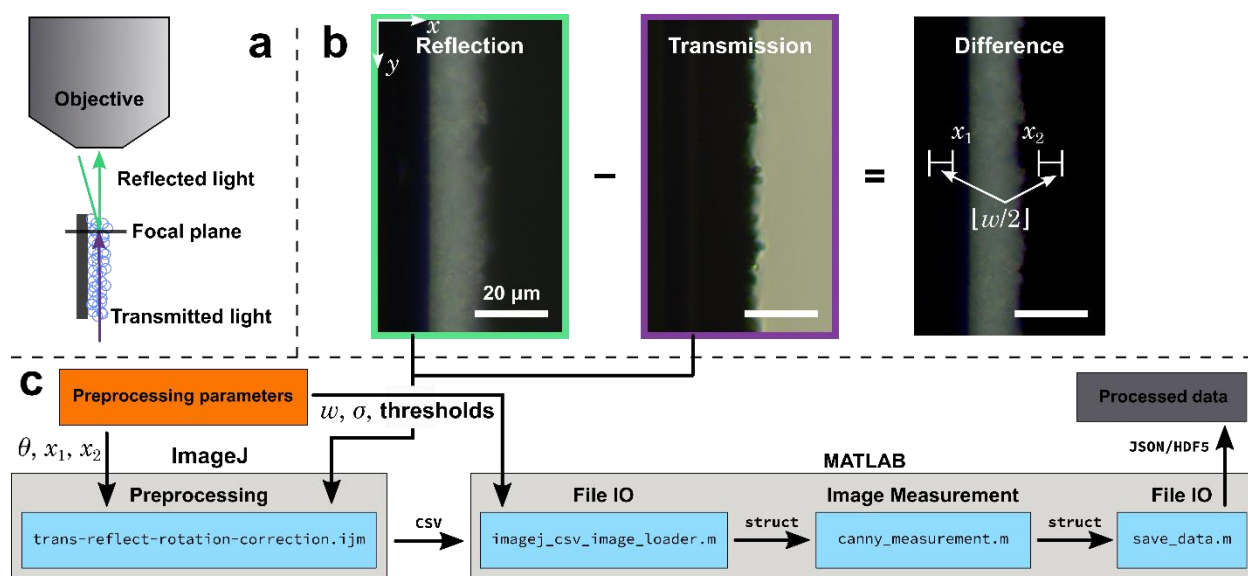 a
Objective
Reflected light
Focal plane
Transmitted light
b
x
y
Reflection
20 μm
−
Transmission
=
Difference
x₁
x₂
⌊w/2⌋
c
Preprocessing parameters
θ, x₁, x₂
w, σ, thresholds
ImageJ
Preprocessing
trans-reflect-rotation-correction.ijm
CSV
MATLAB
File IO
imagej_csv_image_loader.m
struct
Image Measurement
canny_measurement.m
struct
File IO
save_data.m
JSON/HDF5
Processed data